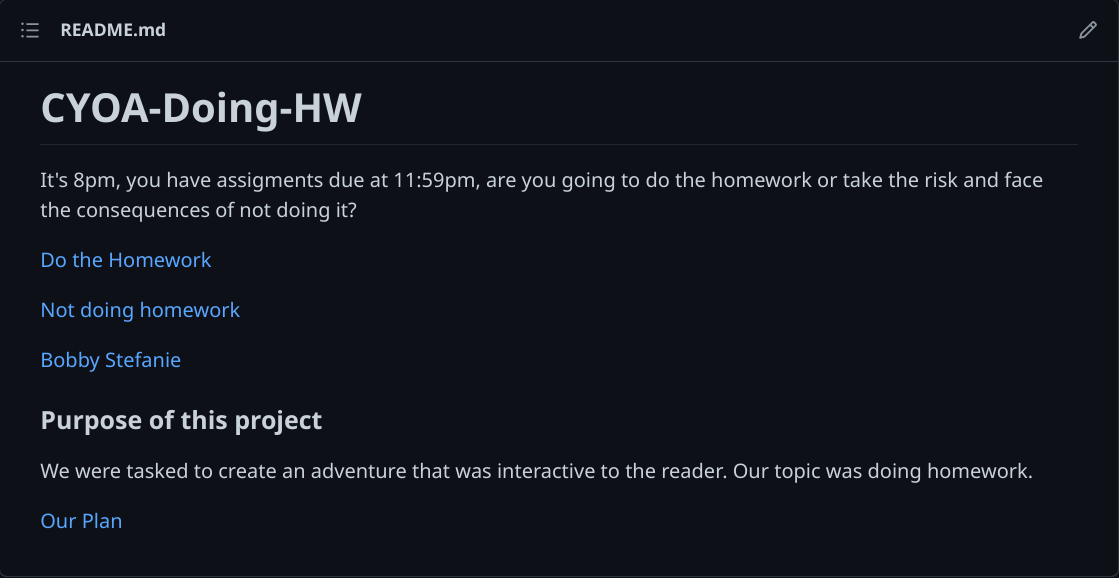 README.md
CYOA-Doing-HW
It's 8pm, you have assigments due at 11:59pm, are you going to do the homework or take the risk and face
the consequences of not doing it?
Do the Homework
Not doing homework
Bobby Stefanie
Purpose of this project
We were tasked to create an adventure that was interactive to the reader. Our topic was doing homework.
Our Plan